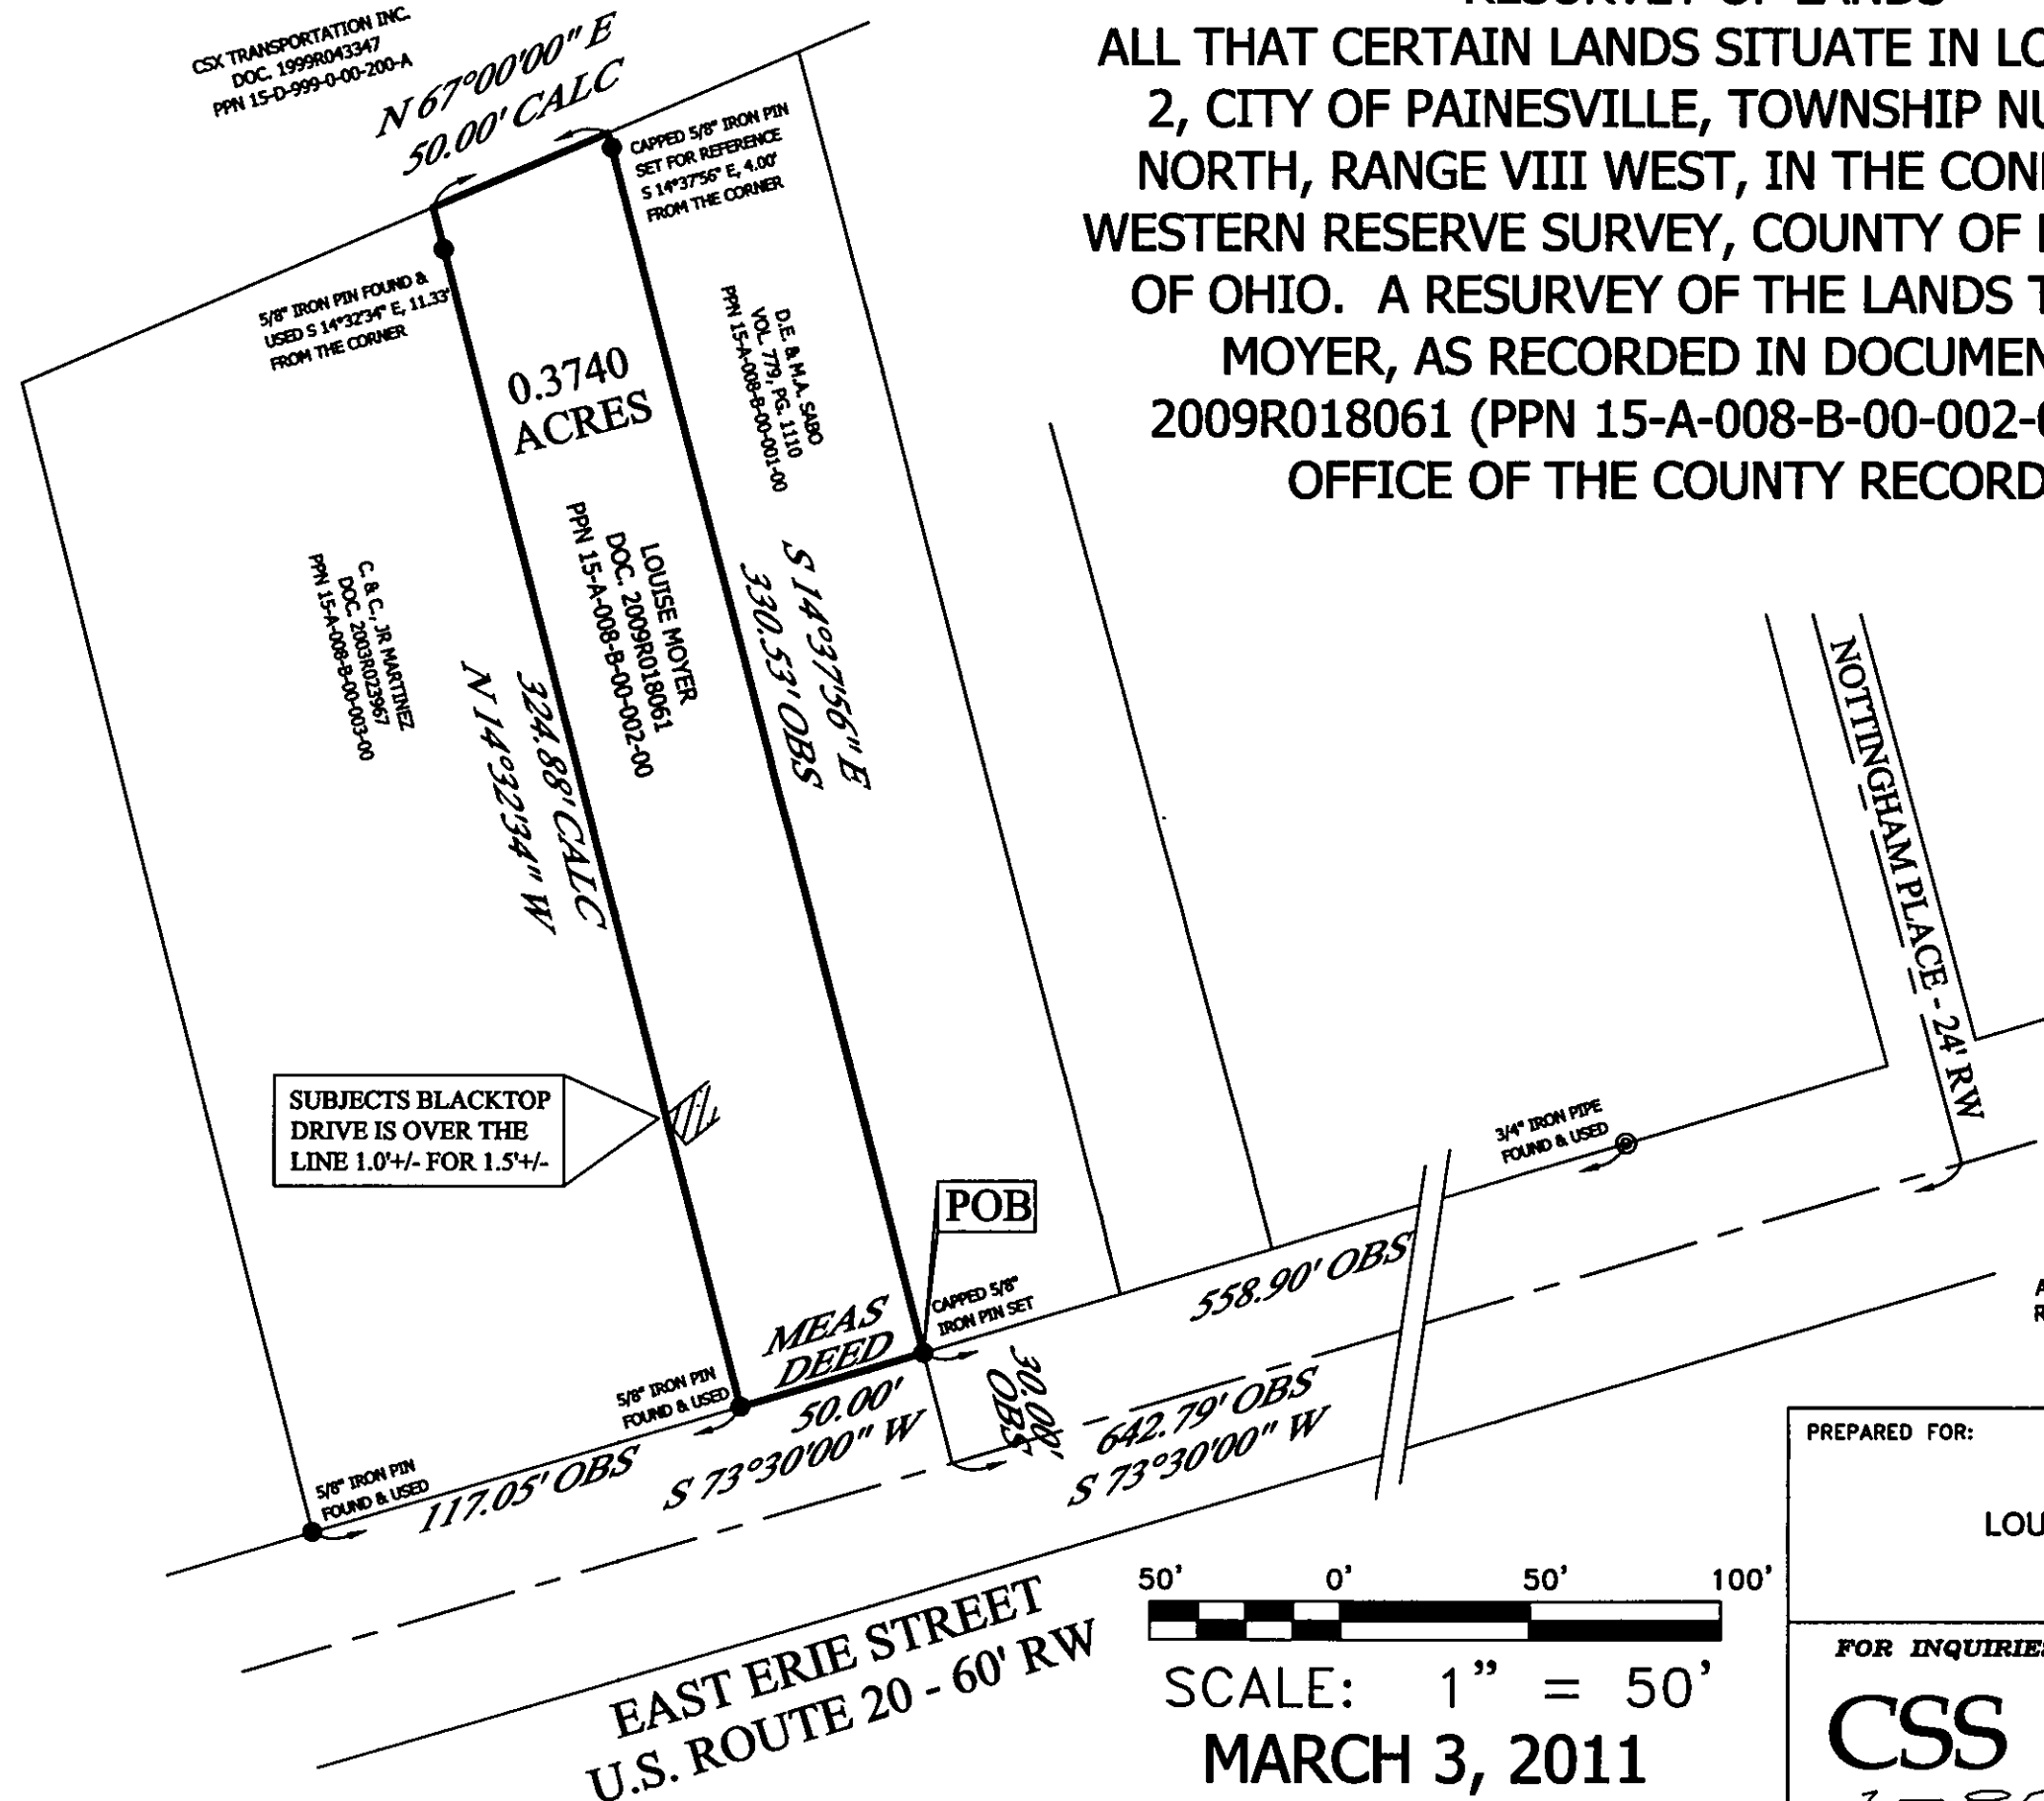 RESURVEY OF LANDS
ALL THAT CERTAIN LANDS SITUATE IN LO
2, CITY OF PAINESVILLE, TOWNSHIP NU
NORTH, RANGE VIII WEST, IN THE CONN
WESTERN RESERVE SURVEY, COUNTY OF
OF OHIO. A RESURVEY OF THE LANDS T
MOYER, AS RECORDED IN DOCUMEN
2009R018061 (PPN 15-A-008-B-00-002-0
OFFICE OF THE COUNTY RECORD
CSX TRANSPORTATION INC.
DOC. 1999R043347
PPN 15-D-999-0-00-200-A
N 67°00'00" E
50.00' CALC
CAPPED 5/8" IRON PIN
SET FOR REFERENCE
S 14°37'56" E, 4.00'
FROM THE CORNER
5/8" IRON PIN FOUND &
USED S 14°32'34" E, 11.33'
FROM THE CORNER
0.3740
ACRES
D.E. & M.A. SABO
VOL. 779, PG. 1110
PPN 15-A-008-B-00-001-00
LOUISE MOYER
DOC. 2009R018061
PPN 15-A-008-B-00-002-00
C. & C., JR MARTINEZ
DOC. 2003R023967
PPN 15-A-008-B-00-003-00
S 14°37'56" E
330.53' OBS
324.88' CALC
N 14°32'34" W
NOTTINGHAM PLACE - 24' RW
SUBJECTS BLACKTOP
DRIVE IS OVER THE
LINE 1.0'+/- FOR 1.5'+/-
POB
3/4" IRON PIPE
FOUND & USED
CAPPED 5/8"
IRON PIN SET
558.90' OBS
MEAS
DEED
50.00'
S 73°30'00" W
30.00'
OBS
642.79' OBS
S 73°30'00" W
5/8" IRON PIN
FOUND & USED
5/8" IRON PIN
FOUND & USED
117.05' OBS
EAST ERIE STREET
U.S. ROUTE 20 - 60' RW
50' 0' 50' 100'
SCALE: 1" = 50'
MARCH 3, 2011
A
R
PREPARED FOR:
LOU
FOR INQUIRIES
CSS